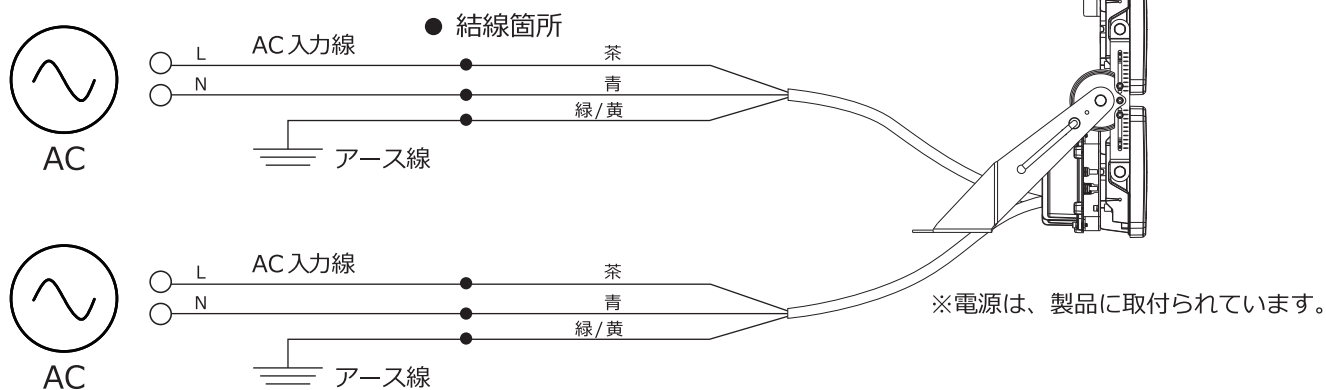 ● 結線箇所
L
AC入力線
茶
N
青
緑/黄
アース線
AC
L
AC入力線
茶
N
青
緑/黄
※電源は、製品に取付られています。
アース線
AC